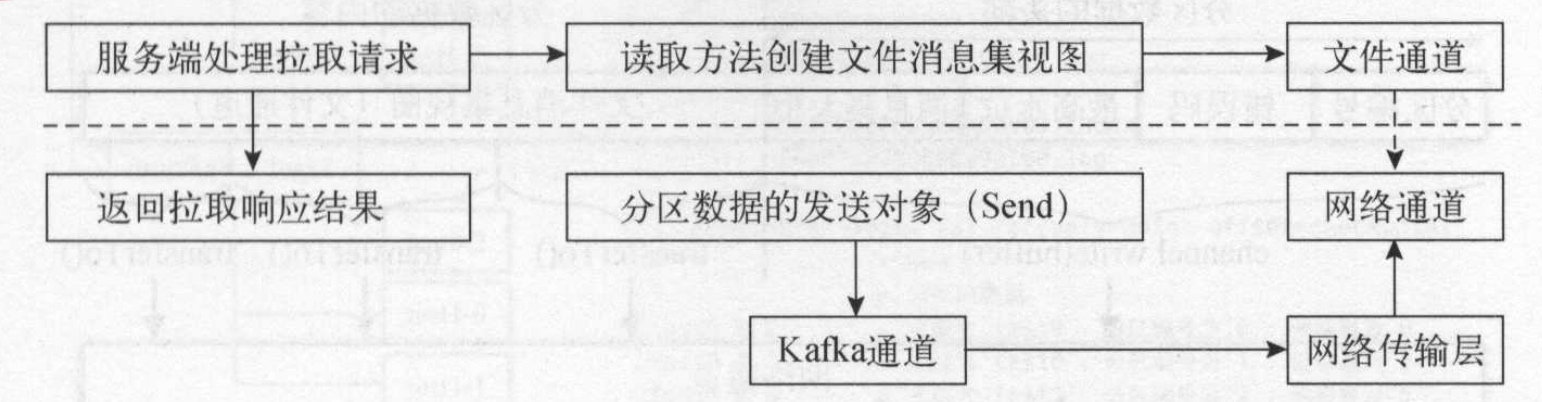 服务端处理拉取请求
读取方法创建文件消息集视图
文件通道
返回拉取响应结果
分区数据的发送对象（Send）
网络通道
Kafka通道
网络传输层